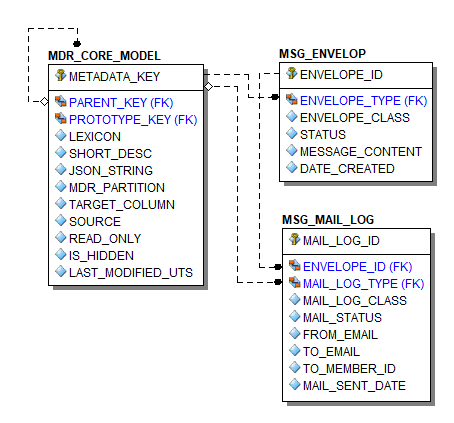 MDR_CORE_MODEL
METADATA_KEY
PARENT_KEY (FK)
PROTOTYPE_KEY (FK)
LEXICON
SHORT_DESC
JSON_STRING
MDR_PARTITION
TARGET_COLUMN
SOURCE
READ_ONLY
IS_HIDDEN
LAST_MODIFIED_UTS
MSG_ENVELOP
ENVELOPE_ID
ENVELOPE_TYPE (FK)
ENVELOPE_CLASS
STATUS
MESSAGE_CONTENT
DATE_CREATED
MSG_MAIL_LOG
MAIL_LOG_ID
ENVELOPE_ID (FK)
MAIL_LOG_TYPE (FK)
MAIL_LOG_CLASS
MAIL_STATUS
FROM_EMAIL
TO_EMAIL
TO_MEMBER_ID
MAIL_SENT_DATE